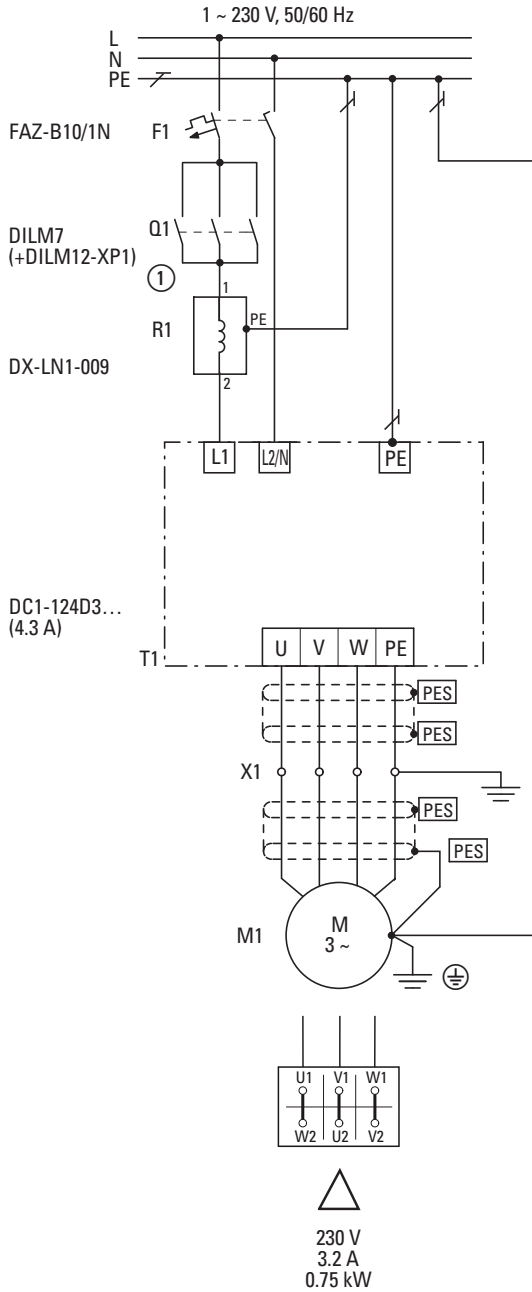 1 ~ 230 V, 50/60 Hz
L
N
PE
FAZ-B10/1N
F1
DILM7
(+DILM12-XP1)
Q1
1
1
R1
PE
DX-LN1-009
2
L1
L2/N
PE
DC1-124D3…
(4.3 A)
T1
U
V
W
PE
PES
PES
X1
PES
PES
M1
M
3 ~
U1
V1
W1
W2
U2
V2
230 V
3.2 A
0.75 kW